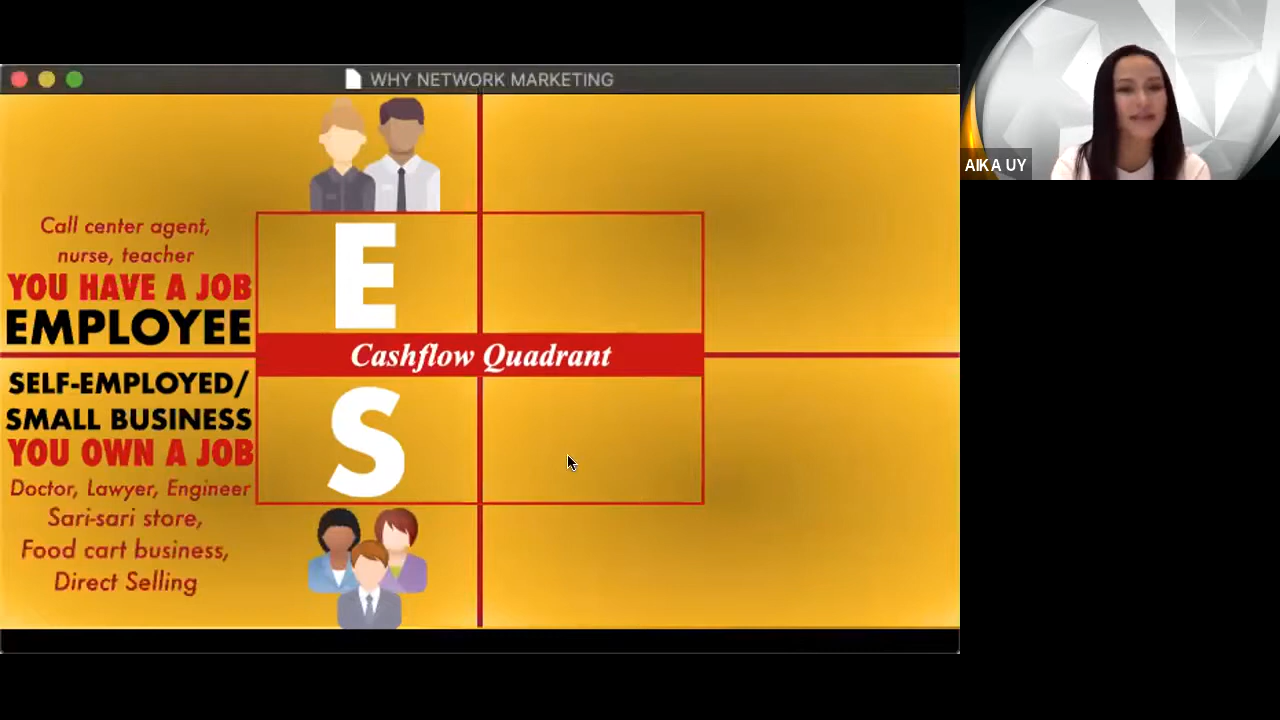 WHY NETWORK MARKETING
AIKA UY
Call center agent,
nurse, teacher
YOU HAVE A JOB
EMPLOYEE
E
Cashflow Quadrant
SELF-EMPLOYED/
SMALL BUSINESS
YOU OWN A JOB
S
Doctor, Lawyer, Engineer
Sari-sari store,
Food cart business,
Direct Selling